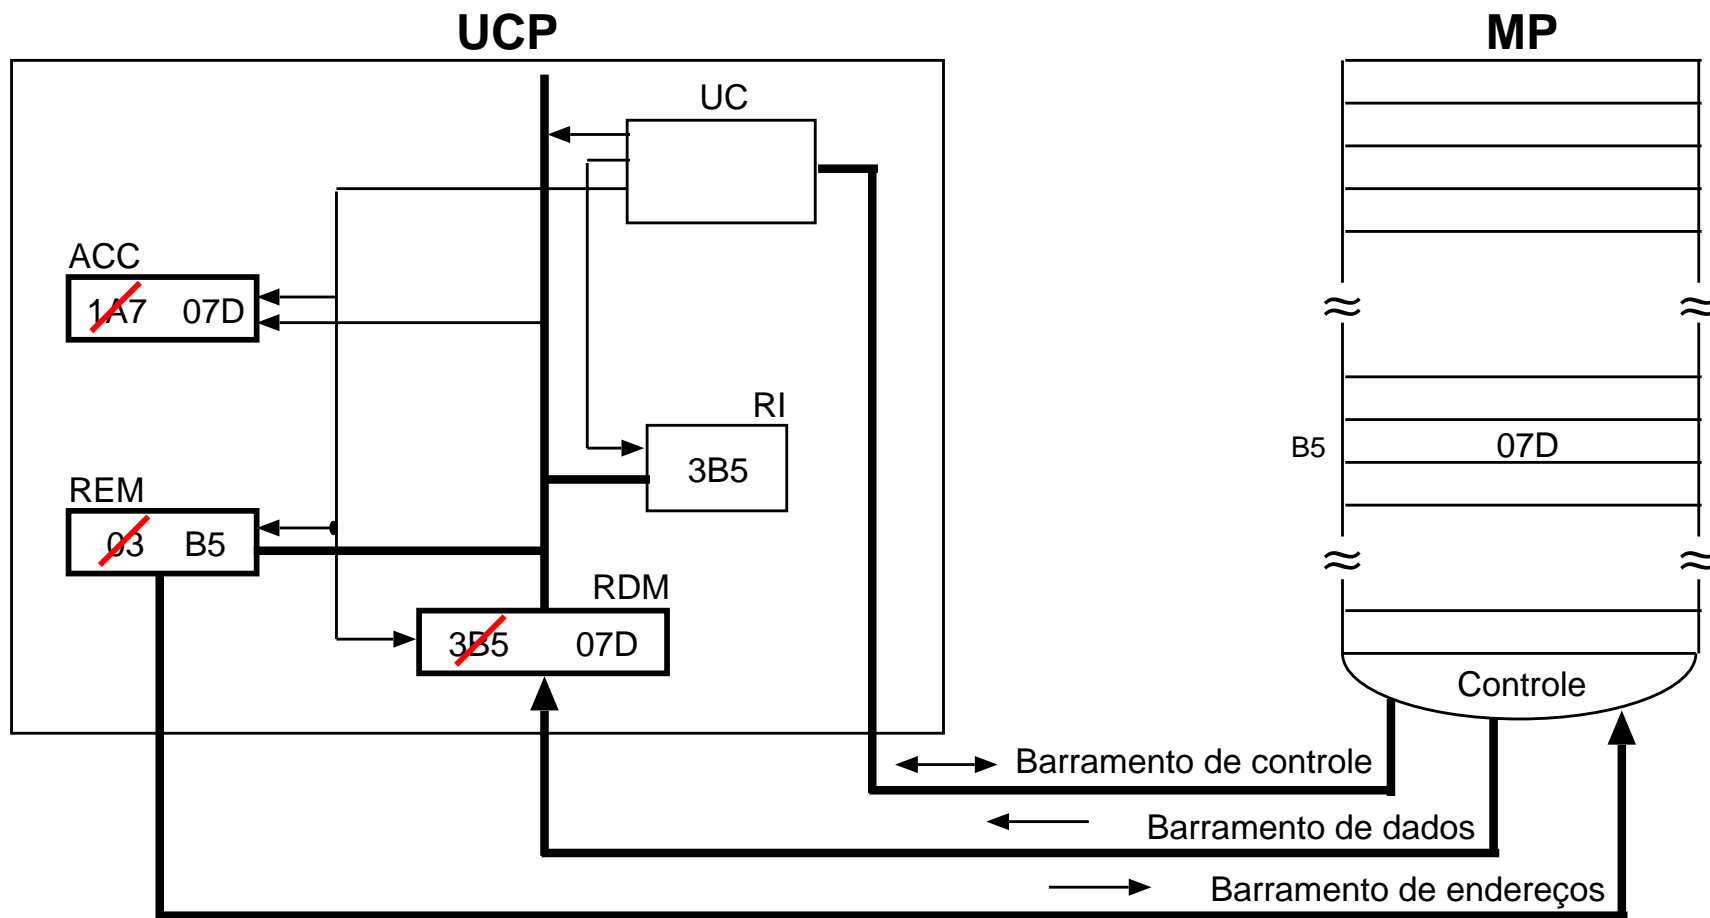 UCP
MP
UC
ACC
1A7 07D
RI
3B5
B5 07D
REM
03 B5
RDM
3B5 07D
Controle
Barramento de controle
Barramento de dados
Barramento de endereços